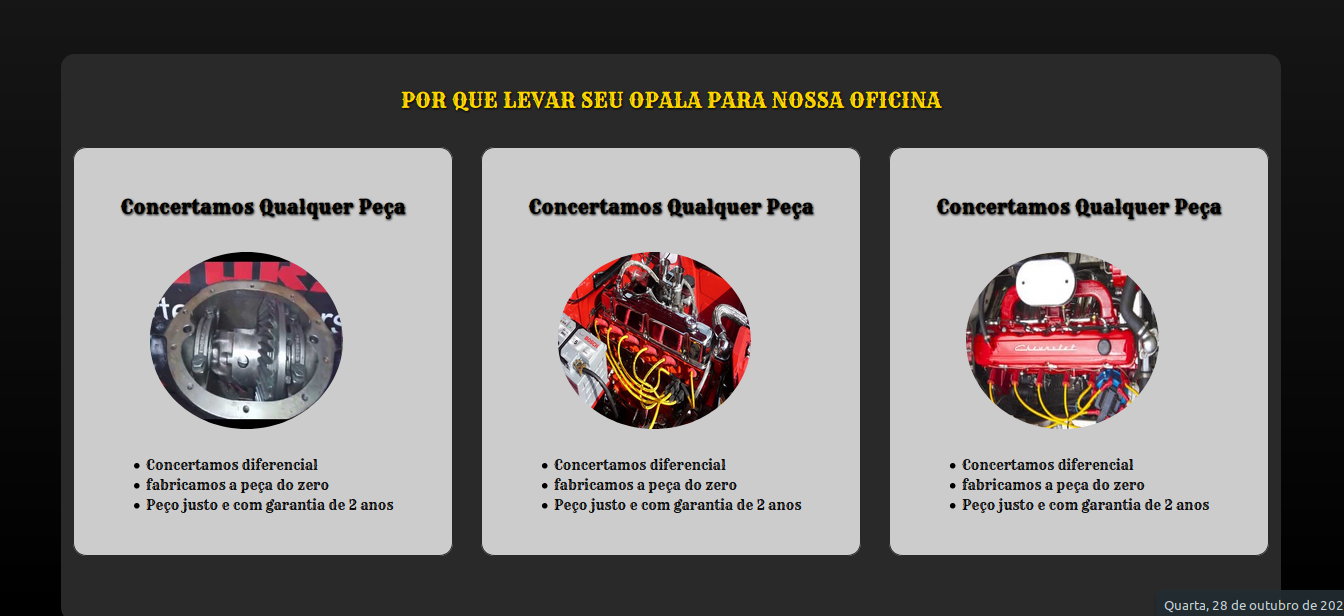 POR QUE LEVAR SEU OPALA PARA NOSSA OFICINA
Concertamos Qualquer Peça
Concertamos diferencial
fabricamos a peça do zero
Peço justo e com garantia de 2 anos
Concertamos Qualquer Peça
Concertamos diferencial
fabricamos a peça do zero
Peço justo e com garantia de 2 anos
Concertamos Qualquer Peça
Chevrolet
Concertamos diferencial
fabricamos a peça do zero
Peço justo e com garantia de 2 anos
Quarta, 28 de outubro de 202